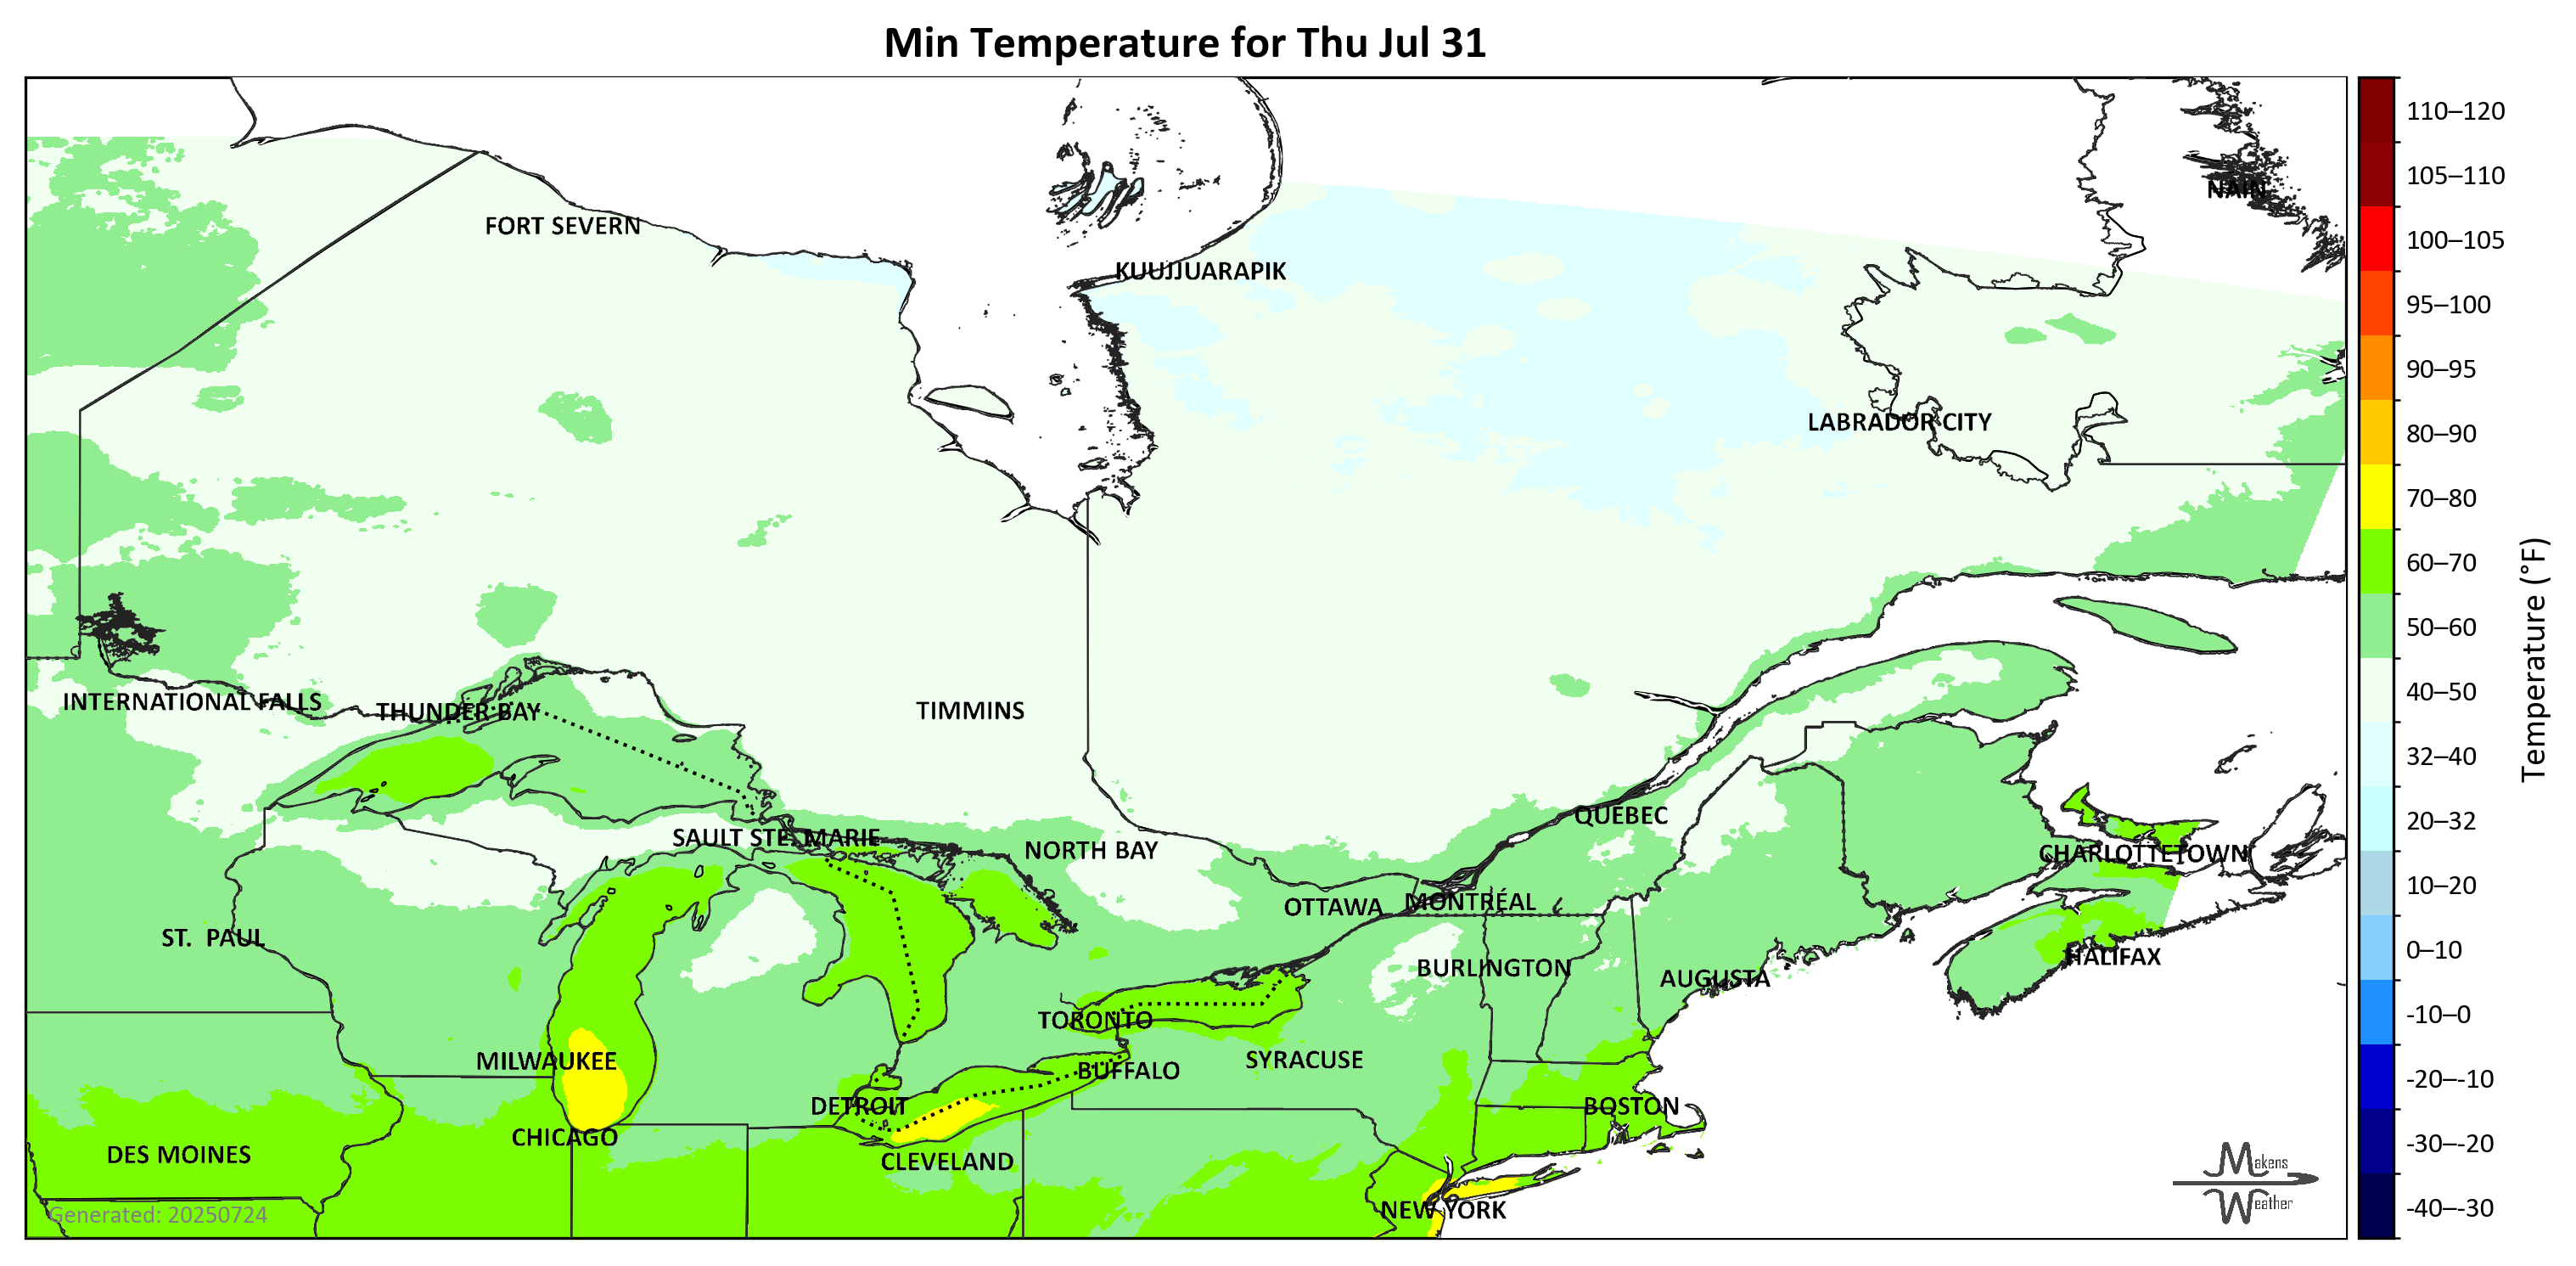 Min Temperature for Thu Jul 31
NAIN
FORT SEVERN
KUUJJUARAPIK
LABRADOR CITY
INTERNATIONAL FALLS
THUNDER BAY
TIMMINS
QUEBEC
SAULT STE. MARIE
NORTH BAY
CHARLOTTETOWN
OTTAWA
MONTRÉAL
ST. PAUL
HALIFAX
BURLINGTON
AUGUSTA
TORONTO
MILWAUKEE
SYRACUSE
BUFFALO
DETROIT
BOSTON
CHICAGO
DES MOINES
CLEVELAND
NEW YORK
Generated: 20250724
Makens
Weather
110–120
105–110
100–105
95–100
90–95
80–90
70–80
60–70
50–60
40–50
32–40
20–32
10–20
0–10
-10–0
-20–-10
-30–-20
-40–-30
Temperature (°F)